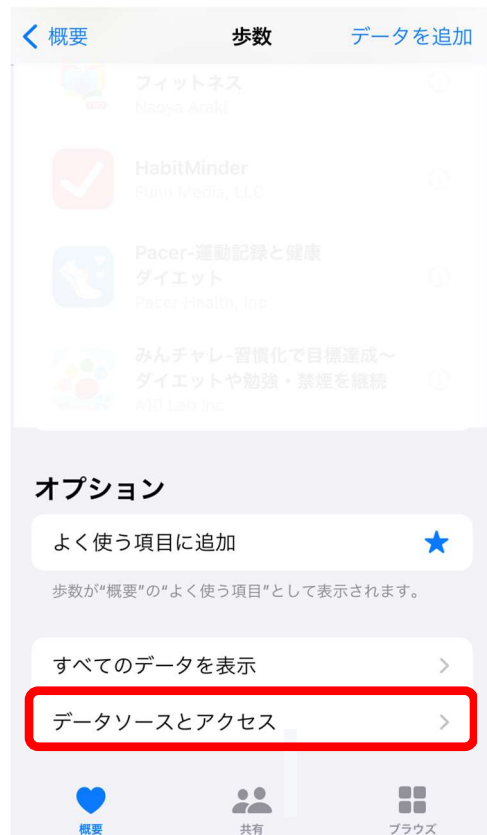 概要
歩数
データを追加
フィットネス
Naoya Araki
HabitMinder
Funn Media, LLC
Pacer-運動記録と健康
ダイエット
Pacer Health, Inc
みんチャレ-習慣化で目標達成〜
ダイエットや勉強・禁煙を継続
A10 Lab Inc.
オプション
よく使う項目に追加
歩数が“概要”の“よく使う項目”として表示されます。
すべてのデータを表示
データソースとアクセス
概要
共有
ブラウズ